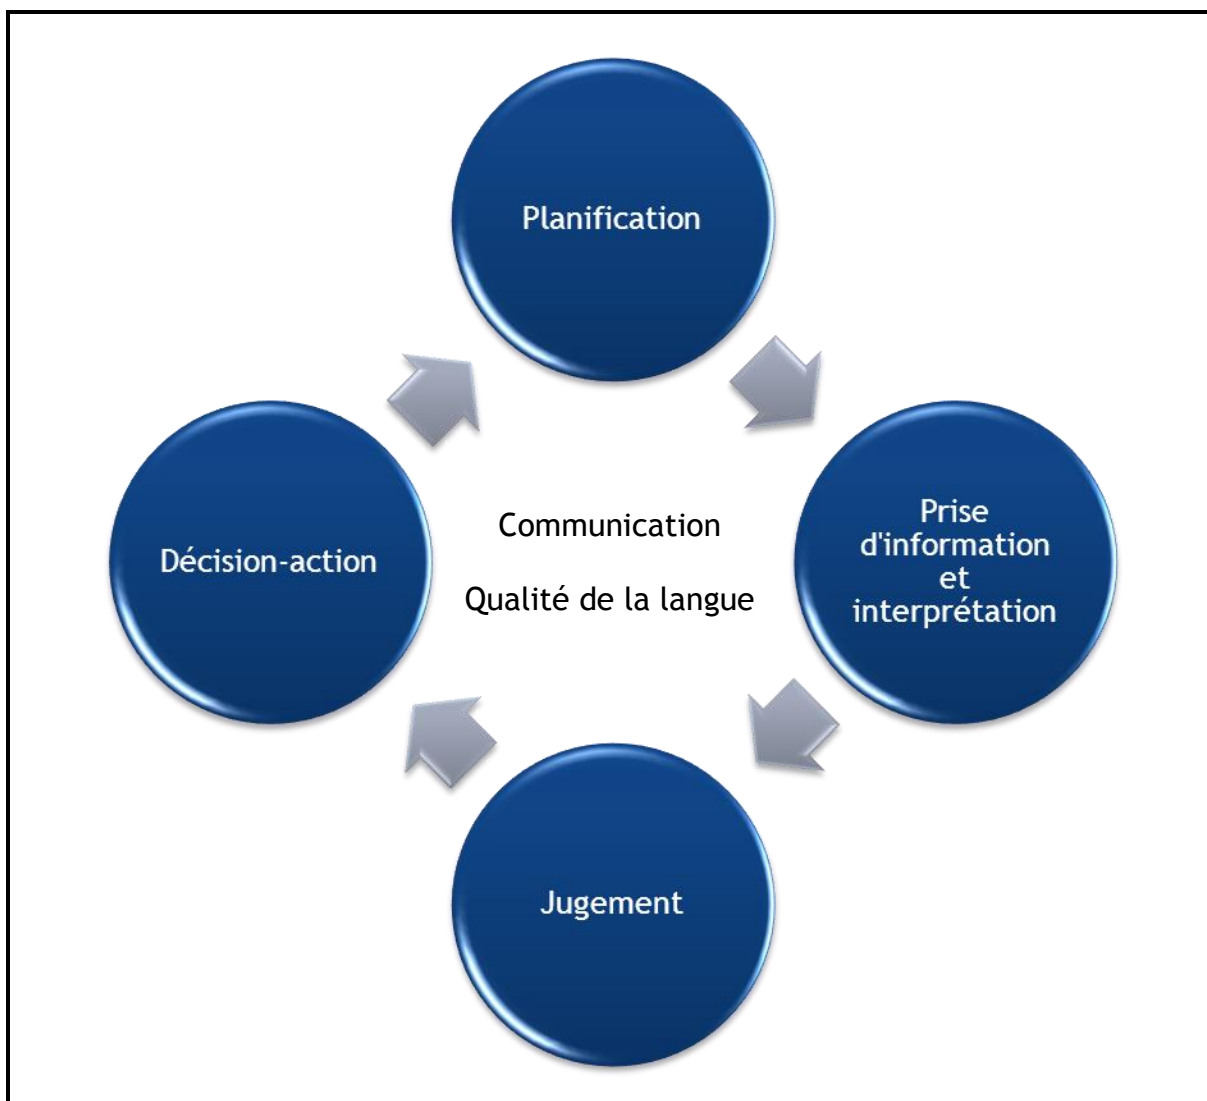 Planification
Prise
d'information
et
interprétation
Communication
Qualité de la langue
Décision-action
Jugement